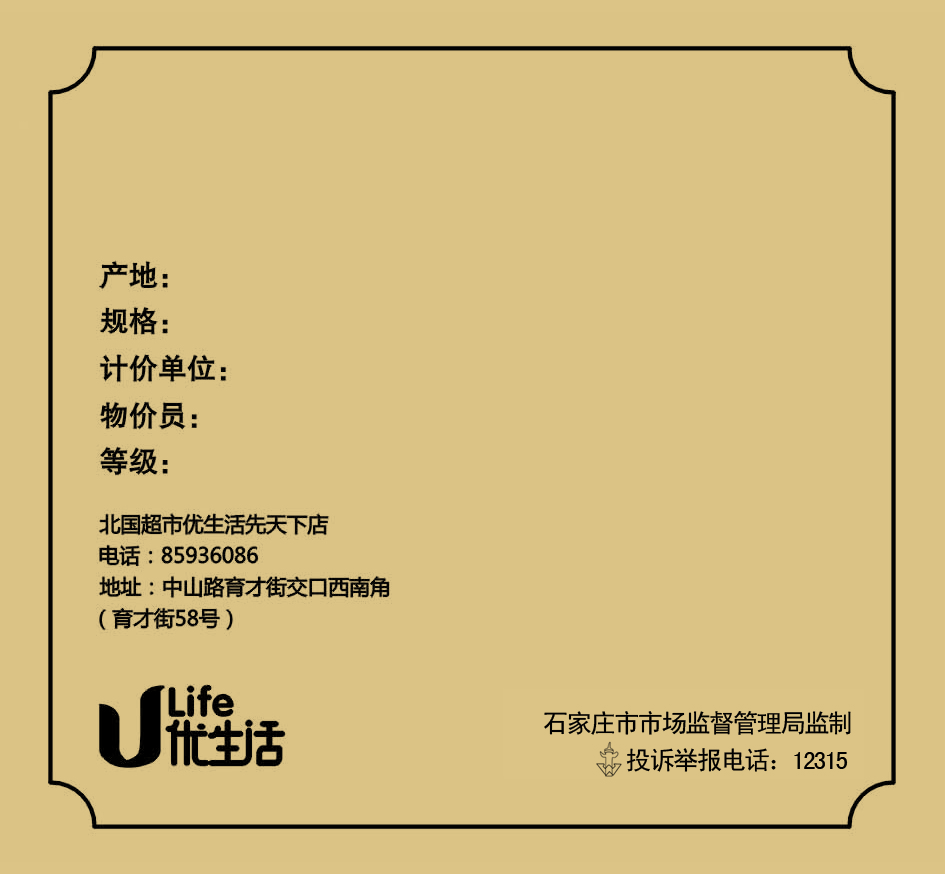 产地：
规格：
计价单位：
物价员：
等级：
北国超市优生活先天下店
电话：85936086
地址：中山路育才街交口西南角
（育才街58号）
U Life
优生活
石家庄市市场监督管理局监制
投诉举报电话：12315